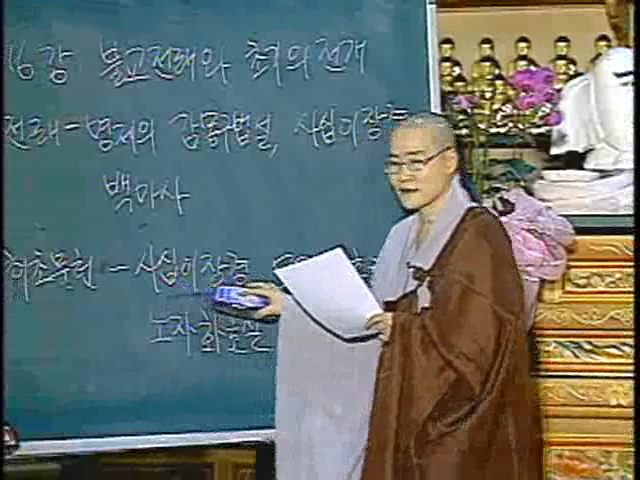 16강 불교전래와 최초의 전개
전래-명제의 감몽구법설, 사십이장경
백마사
최초문헌-사십이장경
노자화호설